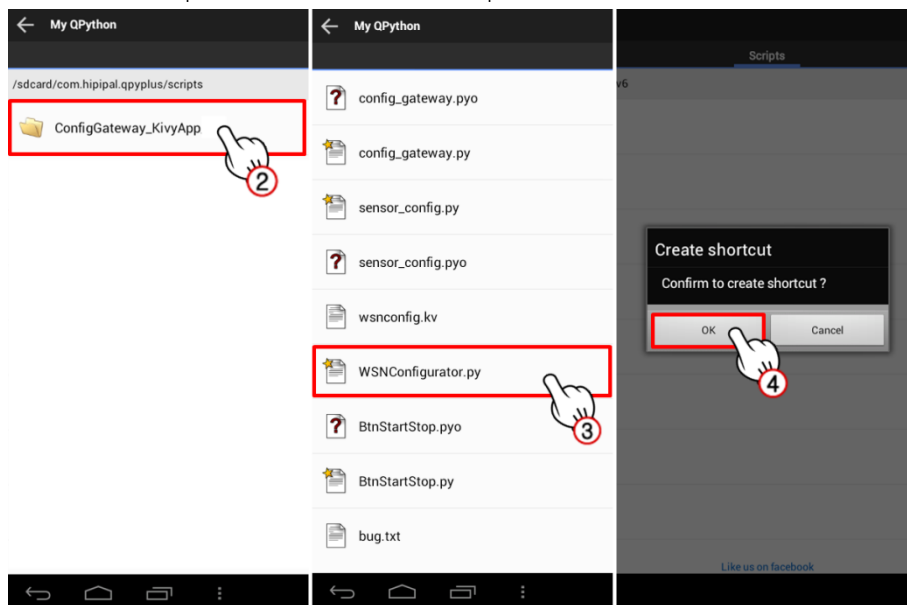 My QPython
/sdcard/com.hipipal.qpyplus/scripts
ConfigGateway_KivyApp
2
My QPython
config_gateway.pyo
config_gateway.py
sensor_config.py
sensor_config.pyo
wsnconfig.kv
WSNConfigurator.py
3
BtnStartStop.pyo
BtnStartStop.py
bug.txt
Scripts
v6
Create shortcut
Confirm to create shortcut ?
OK
Cancel
4
Like us on facebook